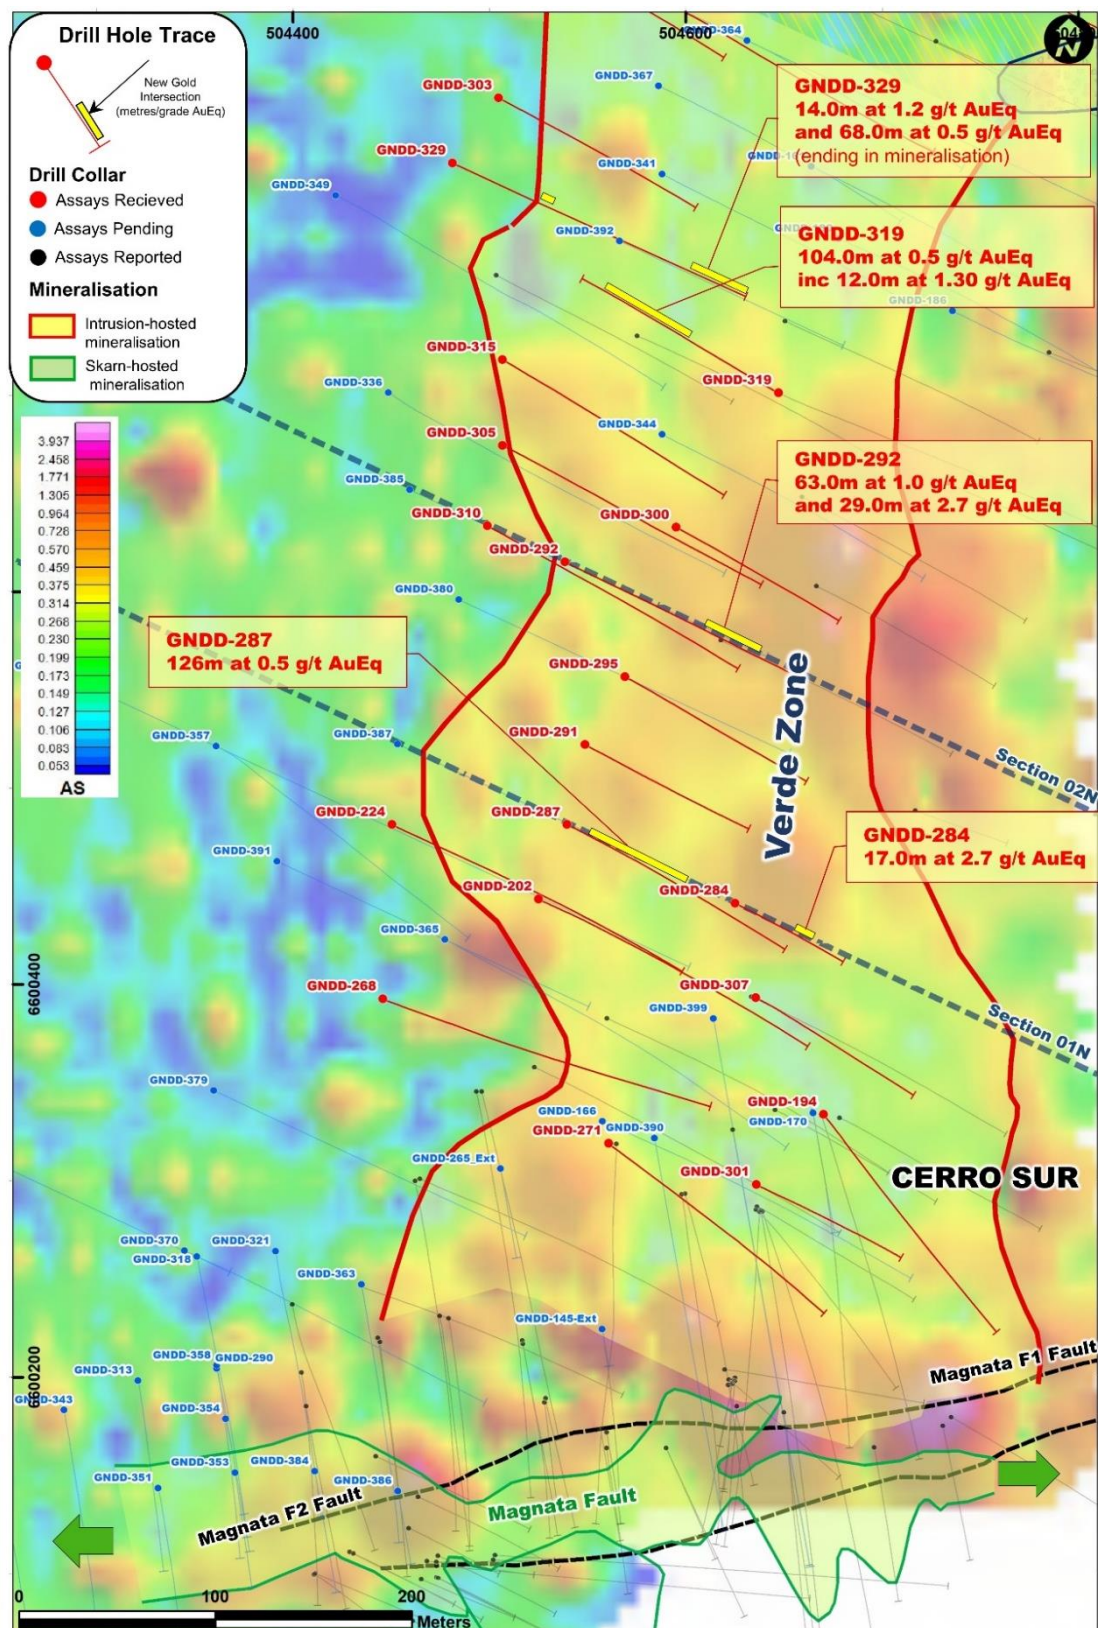 Drill Hole Trace
New Gold
Intersection
(metres/grade AuEq)
Drill Collar
Assays Recieved
Assays Pending
Assays Reported
Mineralisation
Intrusion-hosted
mineralisation
Skarn-hosted
mineralisation
504400
504600
N
GNDD-364
GNDD-303
GNDD-367
GNDD-329
14.0m at 1.2 g/t AuEq
and 68.0m at 0.5 g/t AuEq
(ending in mineralisation)
GNDD-329
GNDD-341
GNDD-349
GNDD-392
GNDD-319
104.0m at 0.5 g/t AuEq
inc 12.0m at 1.30 g/t AuEq
GNDD-186
GNDD-315
GNDD-336
GNDD-319
GNDD-305
GNDD-344
3.937
2.458
1.771
1.305
0.964
0.728
0.570
0.459
0.375
0.314
0.268
0.230
0.199
0.173
0.149
0.127
0.106
0.083
0.053
AS
GNDD-292
63.0m at 1.0 g/t AuEq
and 29.0m at 2.7 g/t AuEq
GNDD-385
GNDD-310
GNDD-300
GNDD-292
GNDD-380
GNDD-287
126m at 0.5 g/t AuEq
GNDD-295
Verde Zone
GNDD-357
GNDD-387
GNDD-291
Section 02N
GNDD-224
GNDD-287
GNDD-284
17.0m at 2.7 g/t AuEq
GNDD-391
GNDD-202
GNDD-284
GNDD-365
6600400
GNDD-268
GNDD-307
GNDD-399
Section 01N
GNDD-379
GNDD-166
GNDD-194
GNDD-170
GNDD-271
GNDD-390
GNDD-265_Ext
GNDD-301
CERRO SUR
GNDD-370
GNDD-318
GNDD-321
GNDD-363
GNDD-145-Ext
6600200
GNDD-358
GNDD-290
GNDD-313
GNDD-343
GNDD-354
Magnata F1 Fault
GNDD-351
GNDD-353
GNDD-384
GNDD-386
Magnata F2 Fault
Magnata Fault
0
100
200
Meters